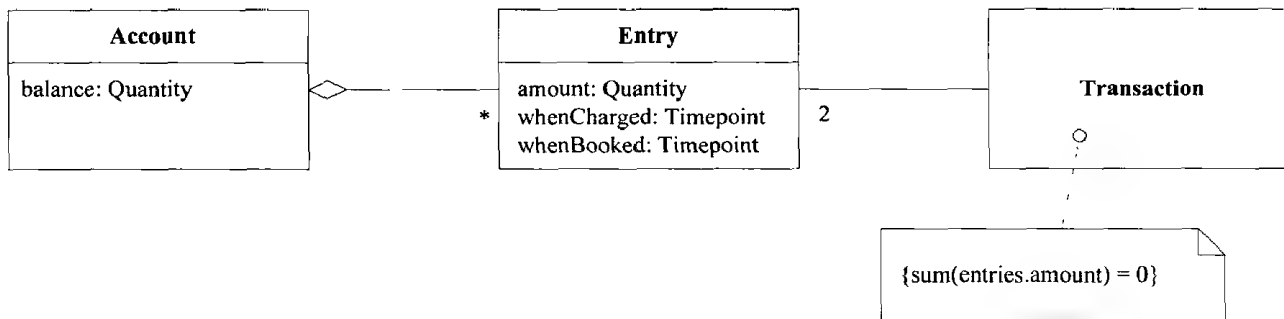 Account
balance: Quantity
*
Entry
amount: Quantity
whenCharged: Timepoint
whenBooked: Timepoint
2
Transaction
{sum(entries.amount) = 0}